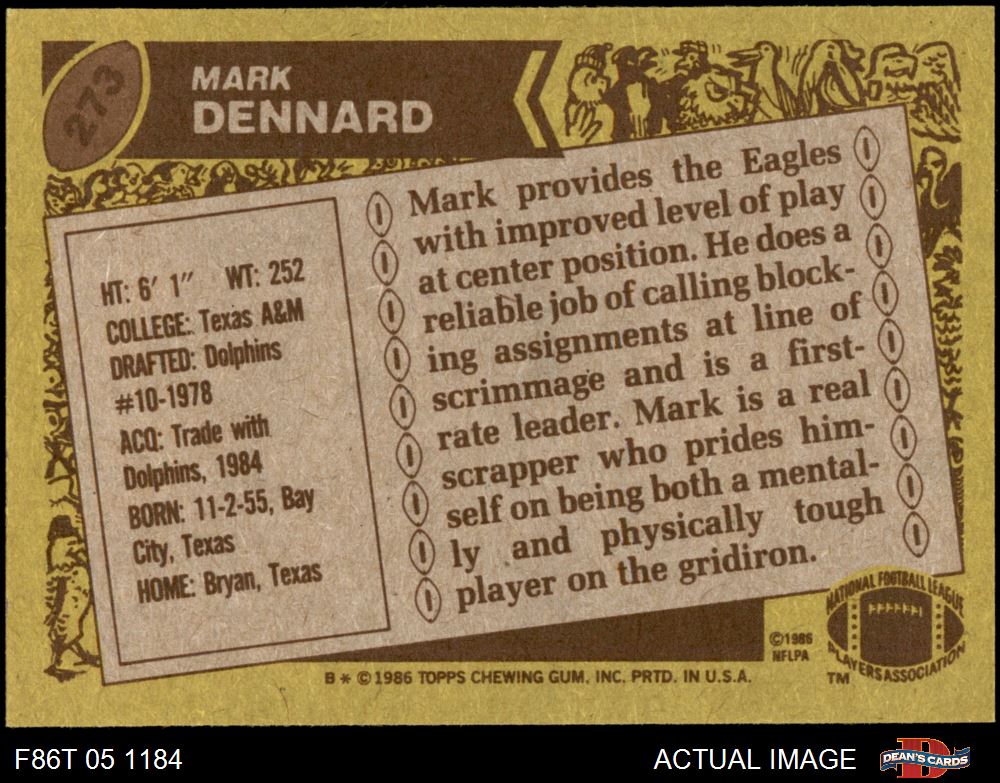 273
MARK
DENNARD
HT: 6' 1" WT: 252
COLLEGE: Texas A&M
DRAFTED: Dolphins
#10-1978
ACQ: Trade with
Dolphins, 1984
BORN: 11-2-55, Bay
City, Texas
HOME: Bryan, Texas
Mark provides the Eagles
with improved level of play
at center position. He does a
reliable job of calling block-
ing assignments at line of
scrimmage and is a first-
rate leader. Mark is a real
scrapper who prides him-
self on being both a mental-
ly and physically tough
player on the gridiron.
©1986
NFLPA
NATIONAL FOOTBALL LEAGUE
PLAYERS ASSOCIATION
TM
B * © 1986 TOPPS CHEWING GUM, INC. PRTD. IN U.S.A.
F86T 05 1184
ACTUAL IMAGE
DEAN'S CARDS